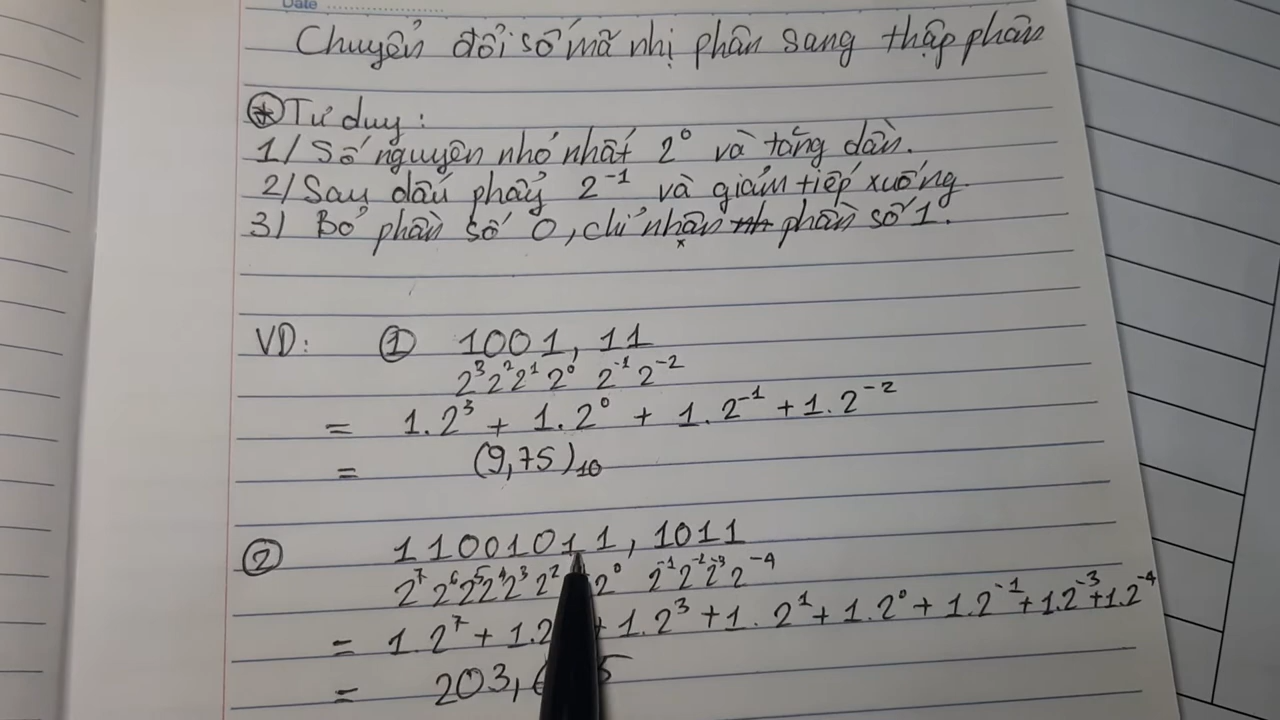 Date
Chuyển đổi số mã nhị phân sang thập phân
* Tư duy:
1/ Số nguyên nhỏ nhất 2⁰ và tăng dần.
2/ Sau dấu phẩy 2⁻¹ và giảm tiếp xuống.
3/ Bỏ phần số 0, chỉ nhận phần số 1.
VD: ① 1001, 11
2³2²2¹2⁰ 2⁻¹2⁻²
= 1.2³ + 1.2⁰ + 1.2⁻¹ + 1.2⁻²
= (9,75)₁₀
② 11001011, 1011
2⁷2⁶2⁵2⁴2³2² 2⁰ 2⁻¹2⁻²2⁻³2⁻⁴
= 1.2⁷ + 1.2 + 1.2³ + 1.2¹ + 1.2⁰ + 1.2⁻¹ + 1.2⁻³ + 1.2⁻⁴
= 203, 5